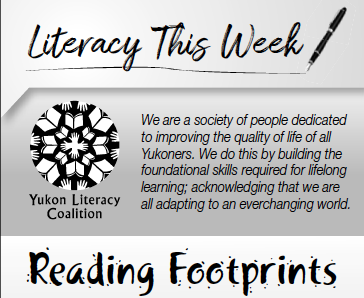 Literacy This Week
Yukon Literacy
Coalition
We are a society of people dedicated
to improving the quality of life of all
Yukoners. We do this by building the
foundational skills required for lifelong
learning; acknowledging that we are
all adapting to an everchanging world.
Reading Footprints